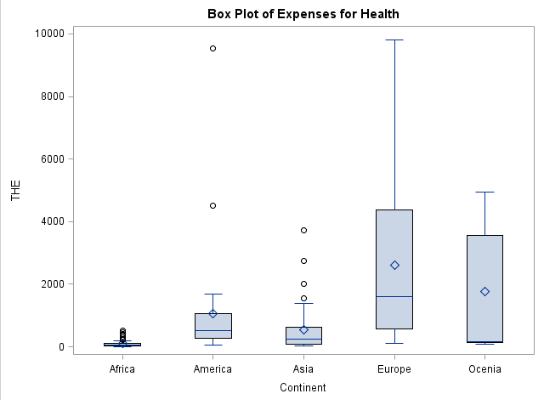 Box Plot of Expenses for Health
10000
8000
6000
4000
2000
0
THE
Africa America Asia Europe Ocenia
Continent